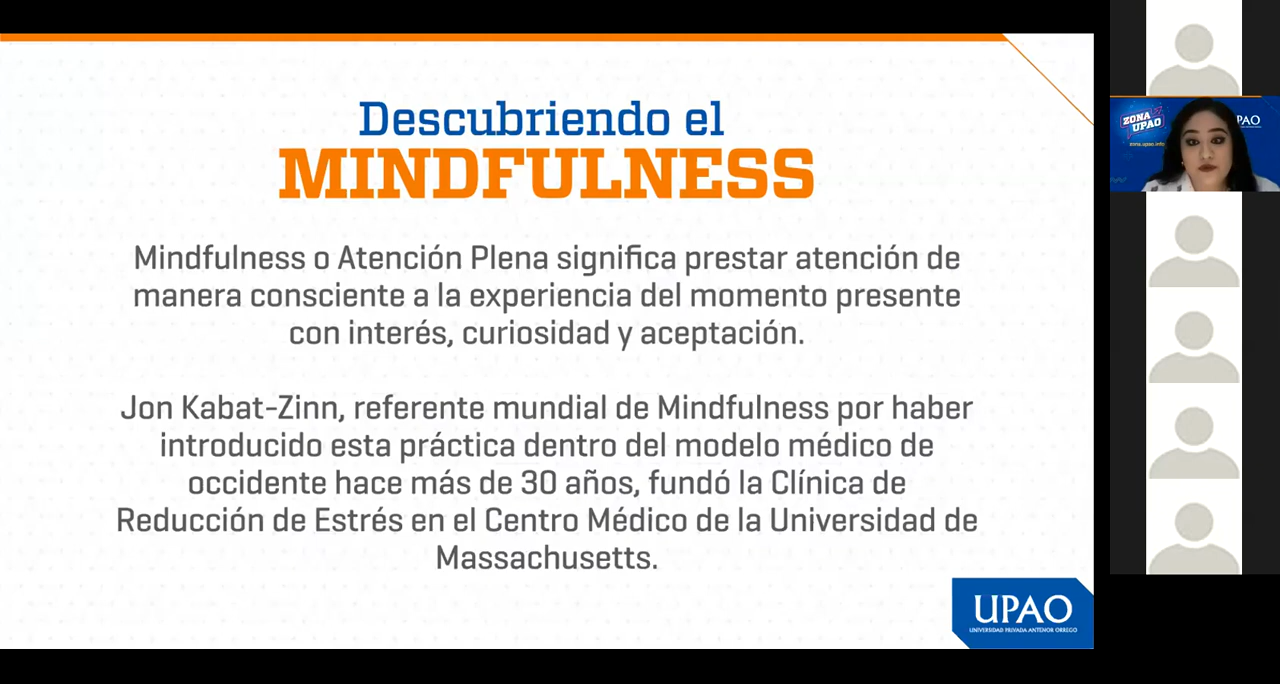 Descubriendo el
MINDFULNESS
Mindfulness o Atención Plena significa prestar atención de
manera consciente a la experiencia del momento presente
con interés, curiosidad y aceptación.
Jon Kabat-Zinn, referente mundial de Mindfulness por haber
introducido esta práctica dentro del modelo médico de
occidente hace más de 30 años, fundó la Clínica de
Reducción de Estrés en el Centro Médico de la Universidad de
Massachusetts.
UPAO
UNIVERSIDAD PRIVADA ANTENOR ORREGO
ZONA
UPAO
zona.upao.info
UPAO